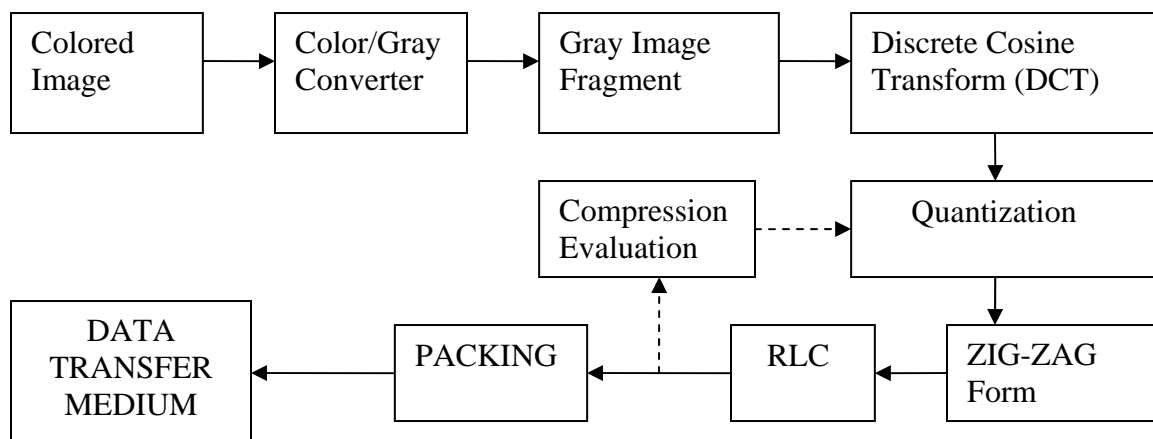 Colored
Image
Color/Gray
Converter
Gray Image
Fragment
Discrete Cosine
Transform (DCT)
Compression
Evaluation
Quantization
DATA
TRANSFER
MEDIUM
PACKING
RLC
ZIG-ZAG
Form